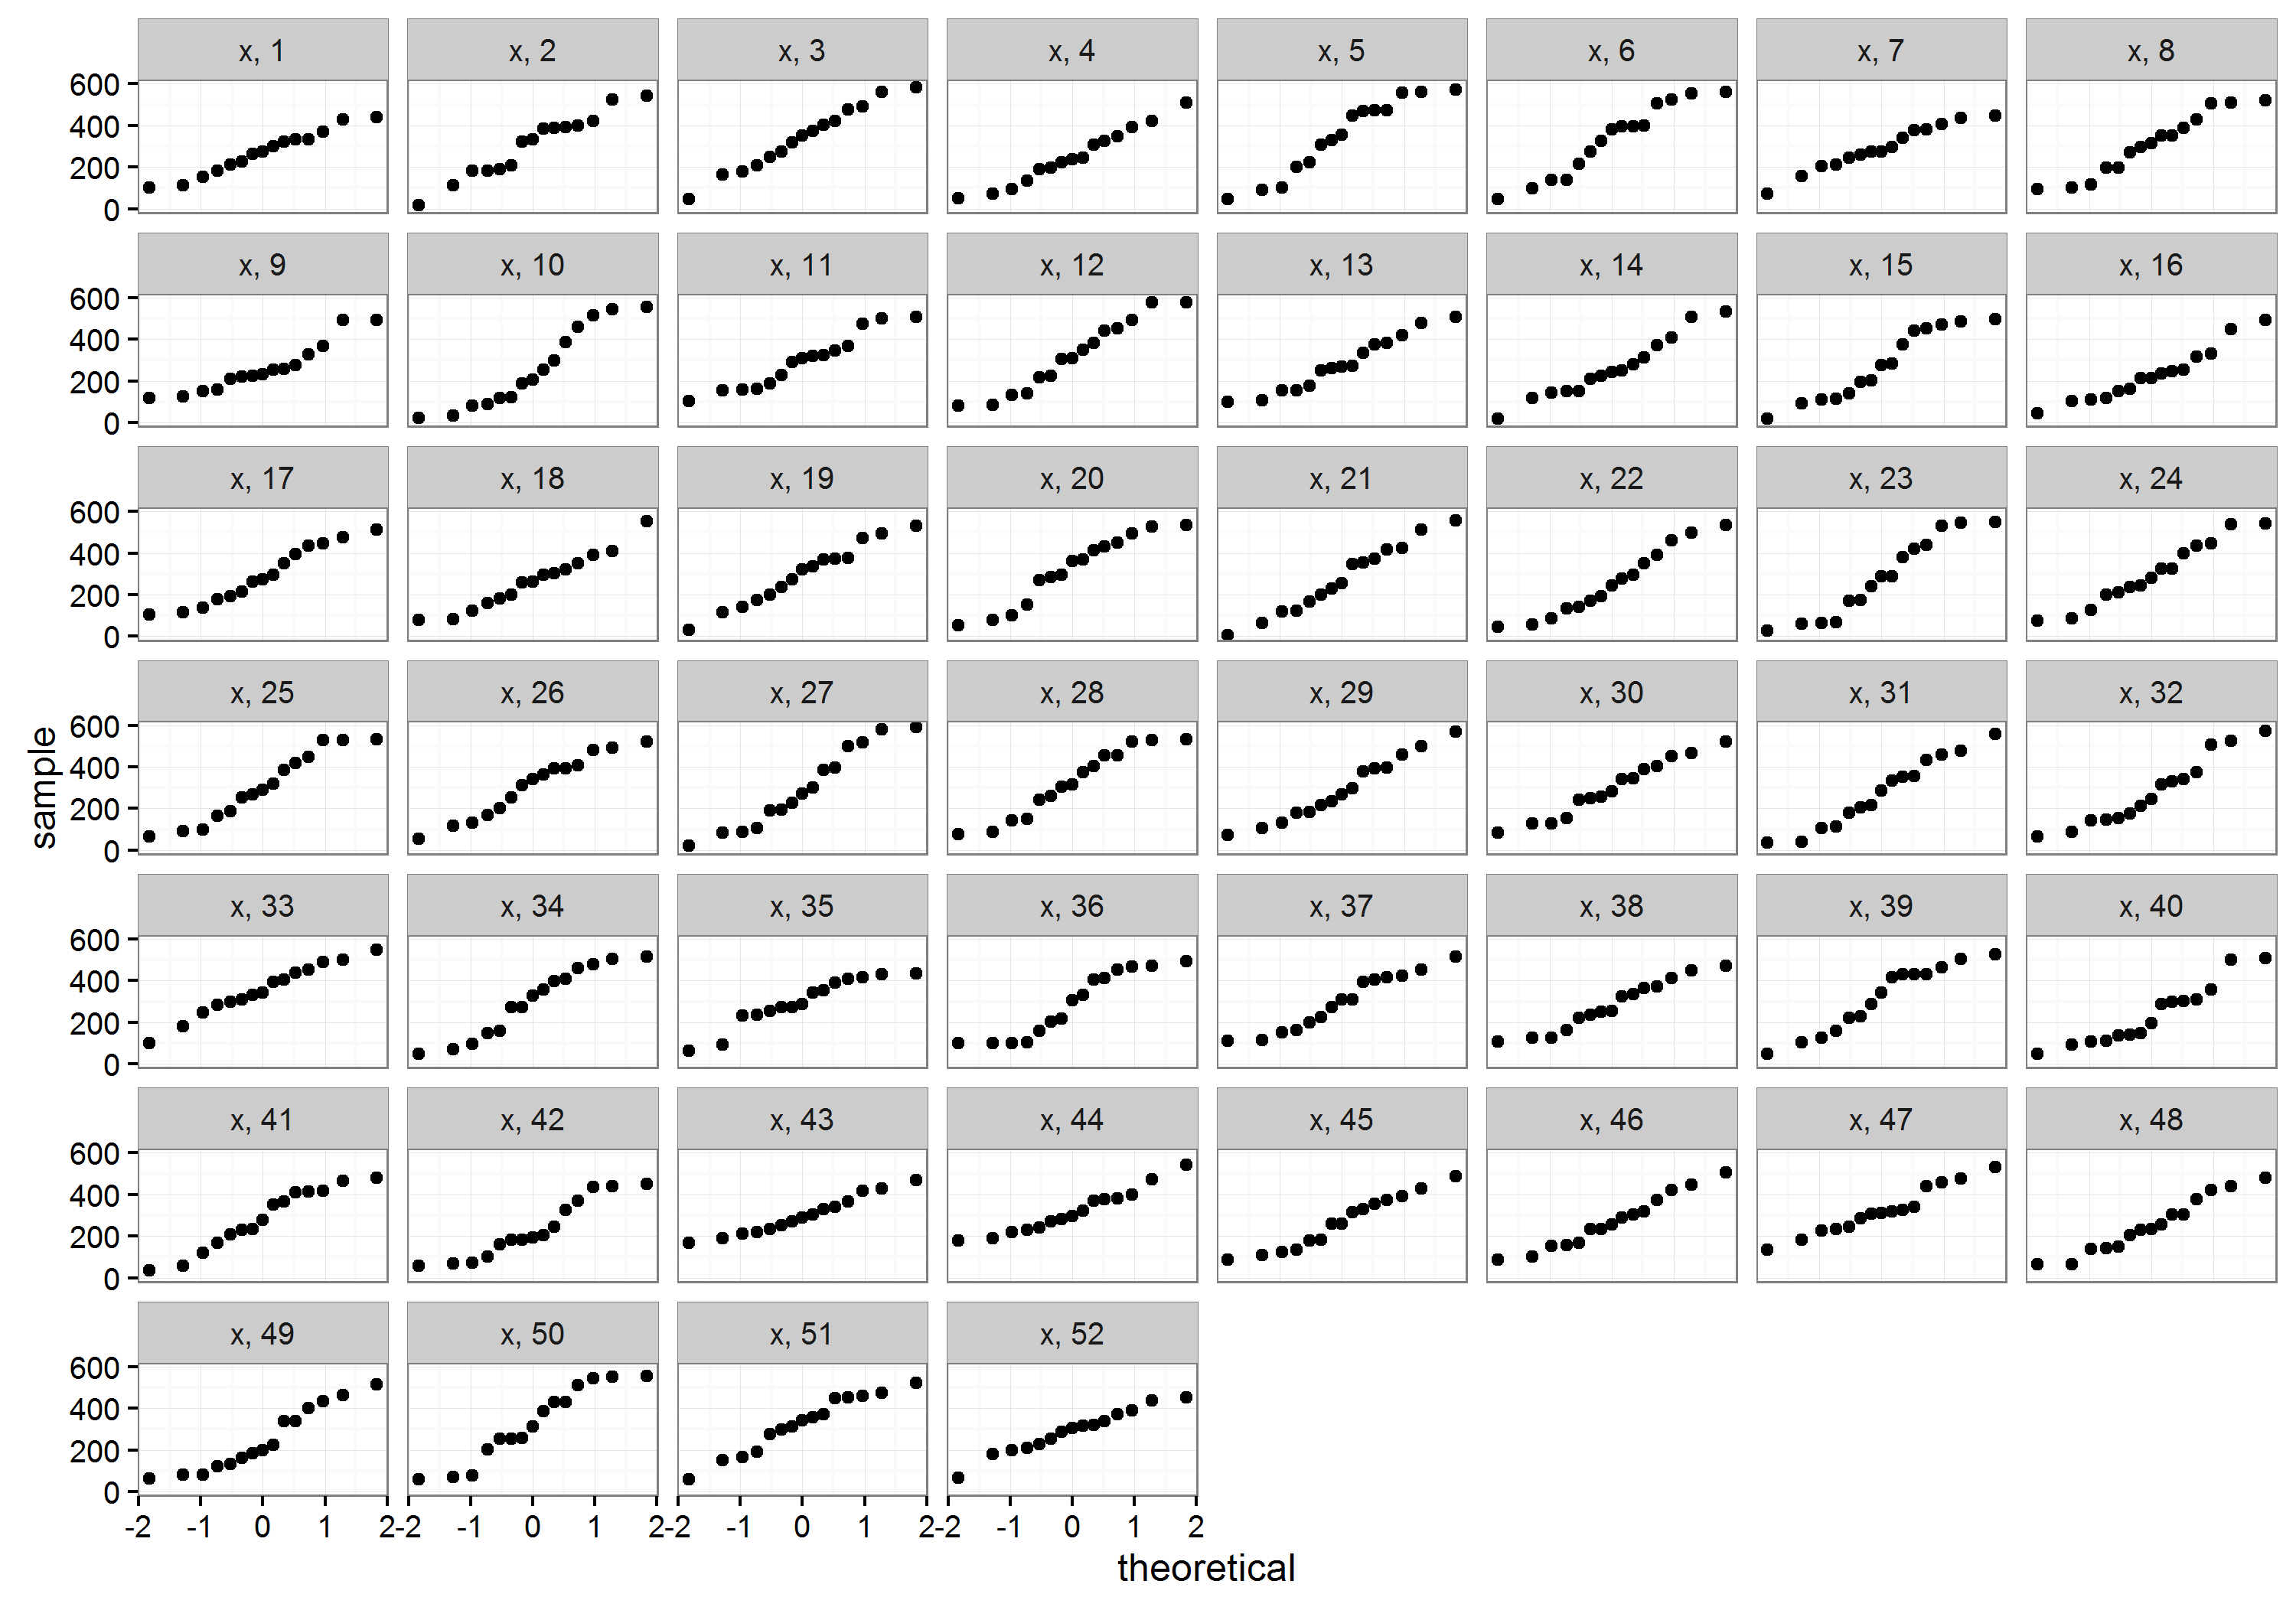 x, 1 x, 2 x, 3 x, 4 x, 5 x, 6 x, 7 x, 8
600
400
200
0
x, 9 x, 10 x, 11 x, 12 x, 13 x, 14 x, 15 x, 16
600
400
200
0
x, 17 x, 18 x, 19 x, 20 x, 21 x, 22 x, 23 x, 24
600
400
200
0
x, 25 x, 26 x, 27 x, 28 x, 29 x, 30 x, 31 x, 32
600
400
200
0
sample
x, 33 x, 34 x, 35 x, 36 x, 37 x, 38 x, 39 x, 40
600
400
200
0
x, 41 x, 42 x, 43 x, 44 x, 45 x, 46 x, 47 x, 48
600
400
200
0
x, 49 x, 50 x, 51 x, 52
600
400
200
0
-2 -1 0 1 2 -2 -1 0 1 2 -2 -1 0 1 2 -2 -1 0 1 2
theoretical